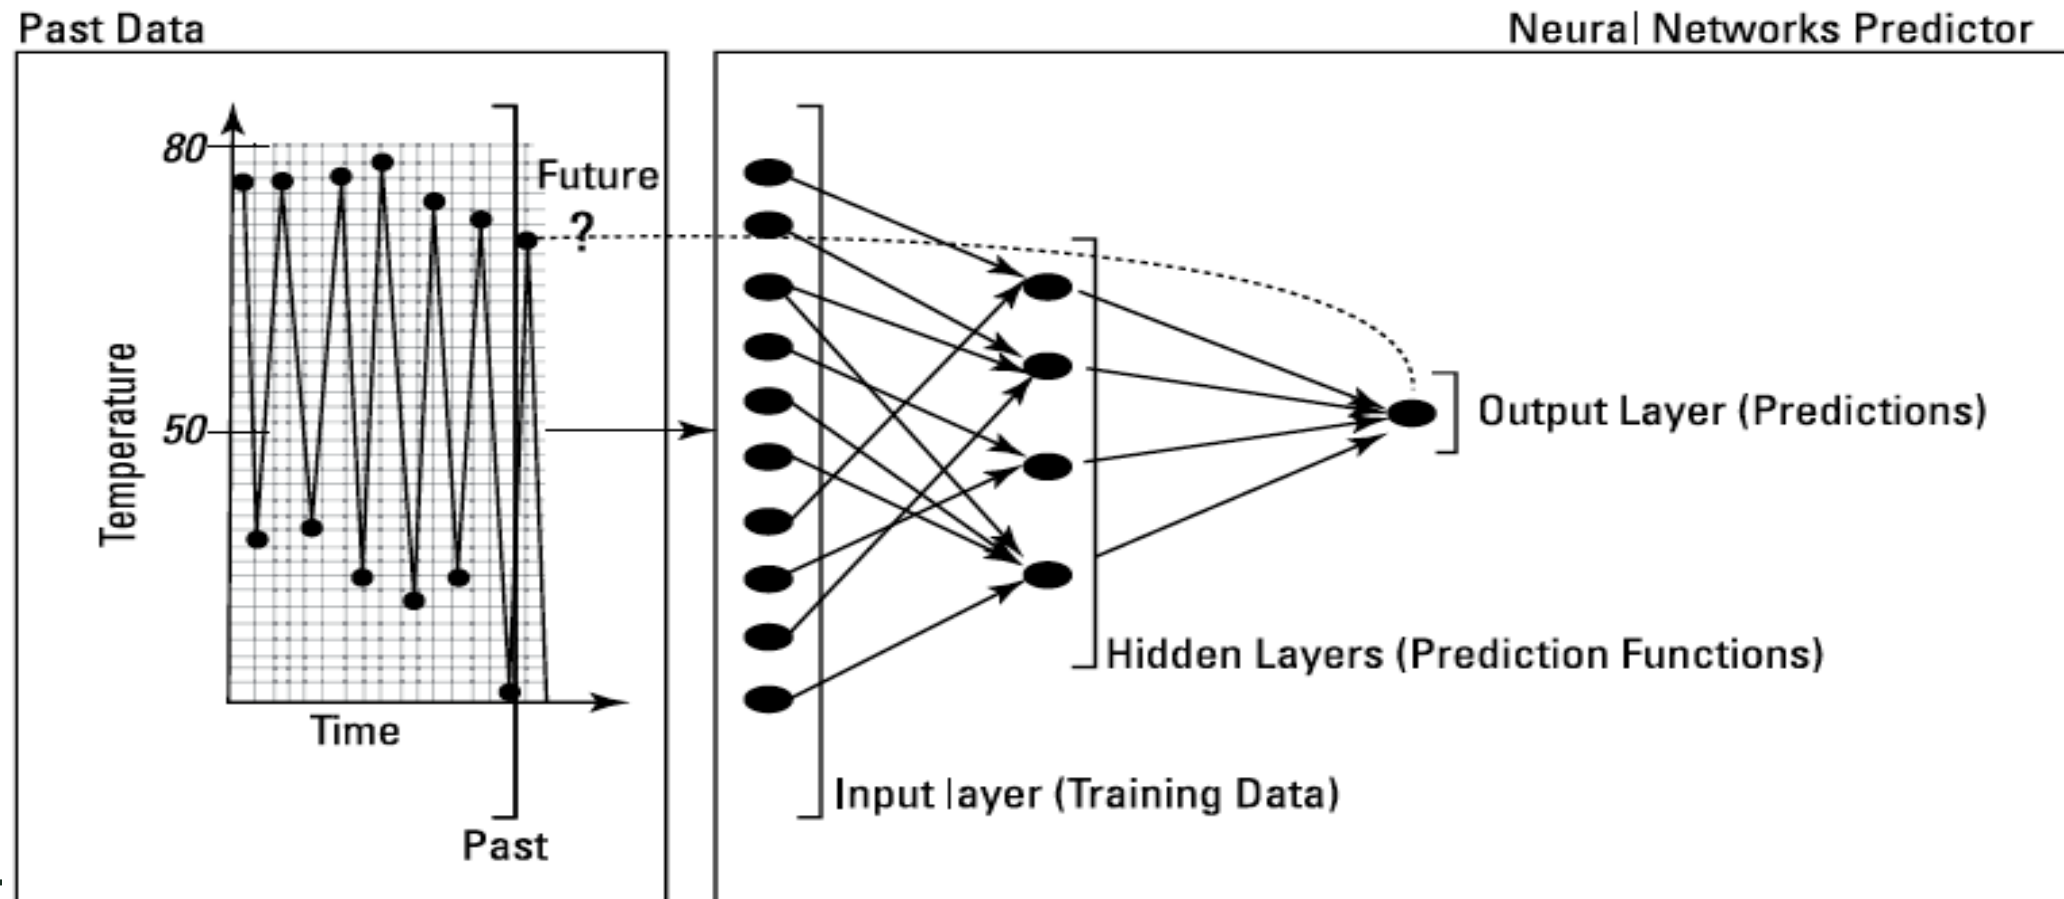 Past Data
Neural Networks Predictor
80
Future
?
Temperature
50
Output Layer (Predictions)
Hidden Layers (Prediction Functions)
Time
Input layer (Training Data)
Past